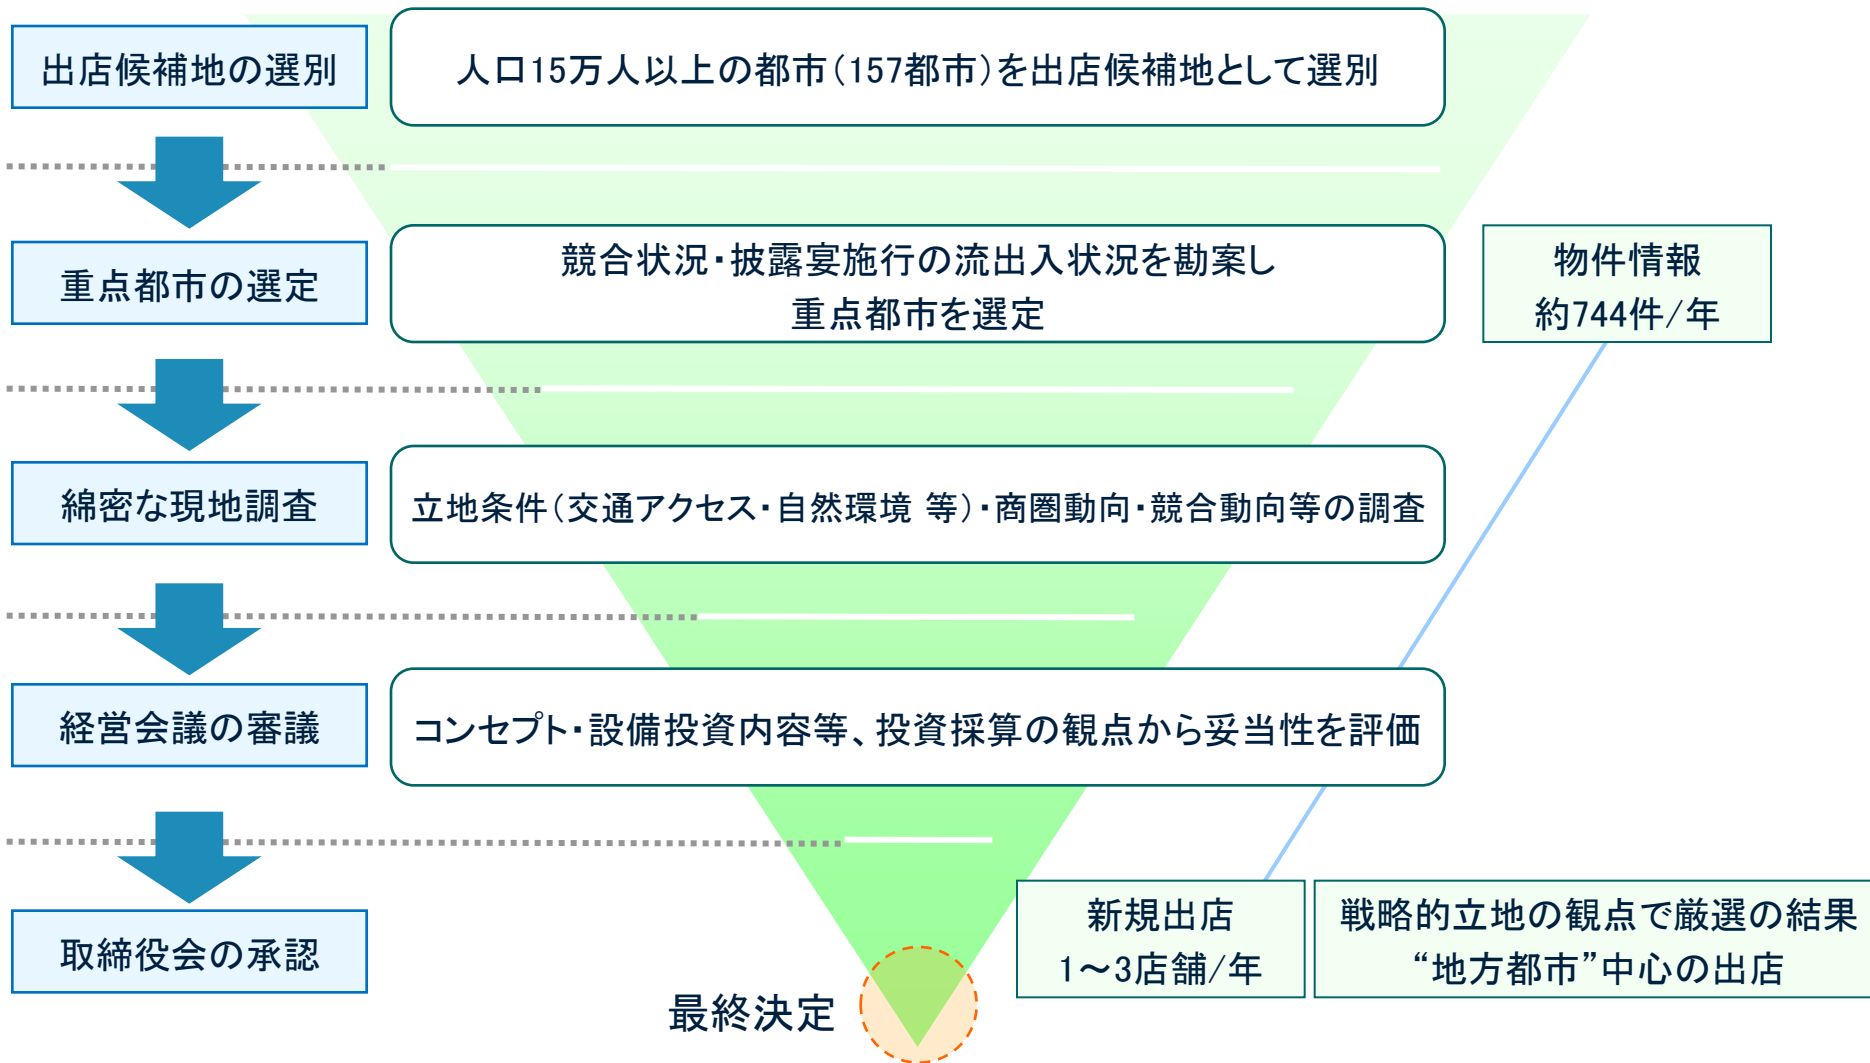 出店候補地の選別
人口15万人以上の都市(157都市)を出店候補地として選別
重点都市の選定
競合状況・披露宴施行の流出入状況を勘案し
重点都市を選定
物件情報
約744件/年
綿密な現地調査
立地条件(交通アクセス・自然環境 等)・商圏動向・競合動向等の調査
経営会議の審議
コンセプト・設備投資内容等、投資採算の観点から妥当性を評価
取締役会の承認
新規出店
1～3店舗/年
戦略的立地の観点で厳選の結果
“地方都市”中心の出店
最終決定